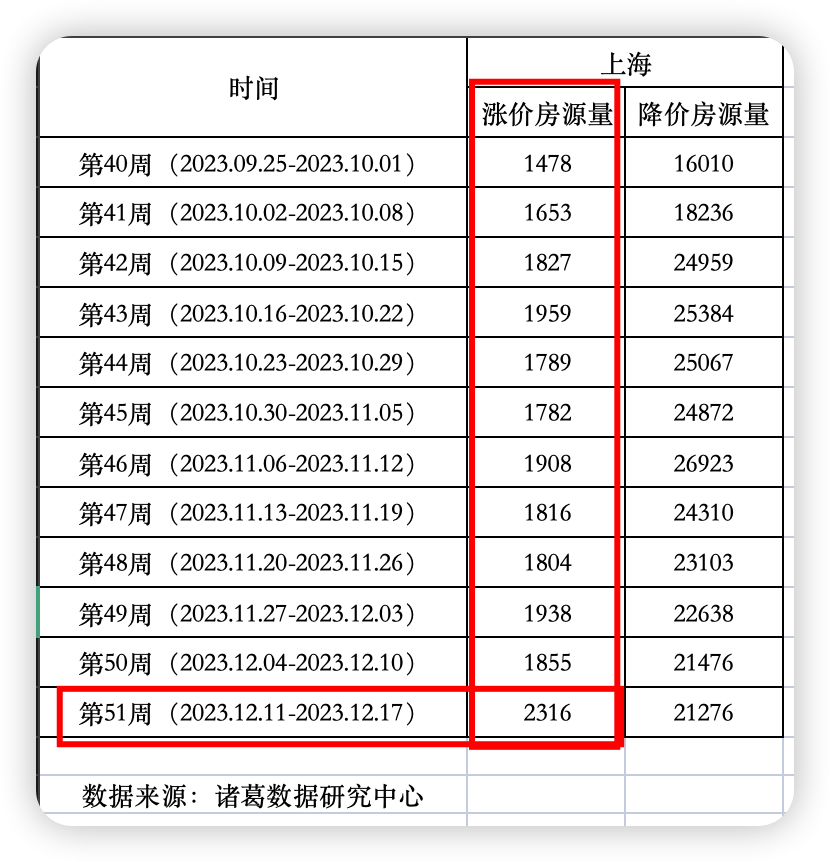 时间 上海
涨价房源量 降价房源量
第40周（2023.09.25-2023.10.01） 1478 16010
第41周（2023.10.02-2023.10.08） 1653 18236
第42周（2023.10.09-2023.10.15） 1827 24959
第43周（2023.10.16-2023.10.22） 1959 25384
第44周（2023.10.23-2023.10.29） 1789 25067
第45周（2023.10.30-2023.11.05） 1782 24872
第46周（2023.11.06-2023.11.12） 1908 26923
第47周（2023.11.13-2023.11.19） 1816 24310
第48周（2023.11.20-2023.11.26） 1804 23103
第49周（2023.11.27-2023.12.03） 1938 22638
第50周（2023.12.04-2023.12.10） 1855 21476
第51周（2023.12.11-2023.12.17） 2316 21276
数据来源：诸葛数据研究中心